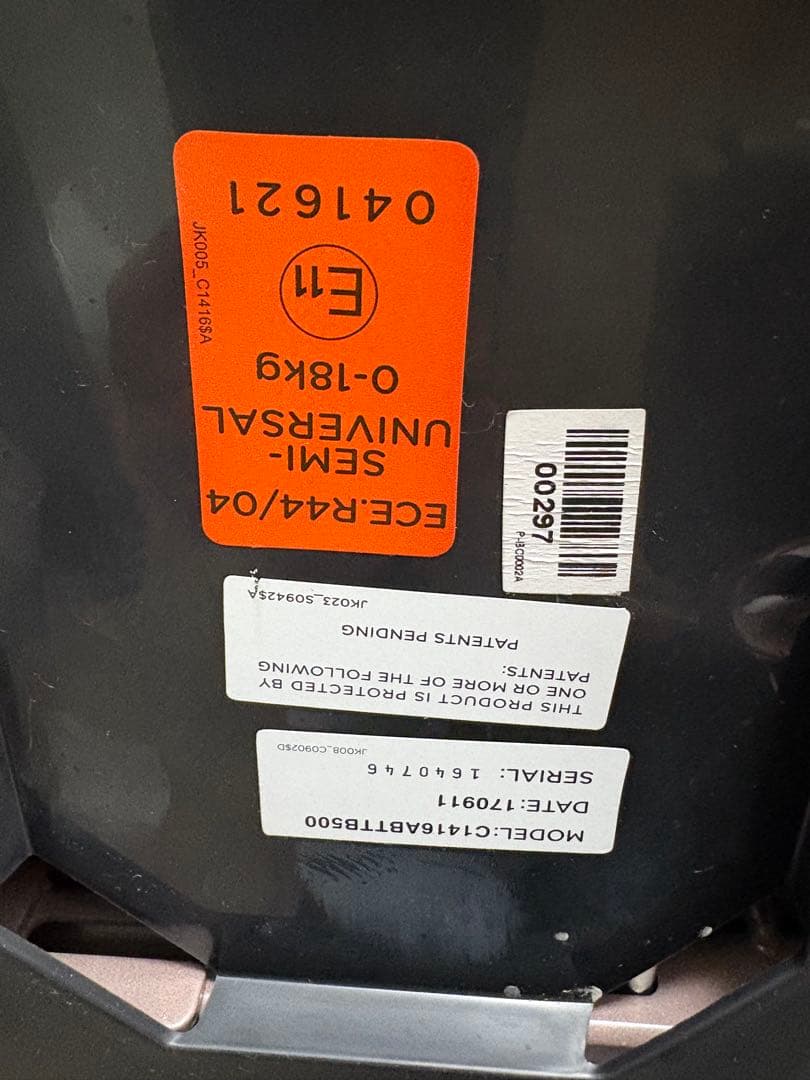 MODEL:C1416ABTTB500
DATE:170911
SERIAL: 1640746
JK008_C0902$D
THIS PRODUCT IS PROTECTED BY
ONE OR MORE OF THE FOLLOWING
PATENTS:
PATENTS PENDING
JK023_S0942$A
00297
P-BC0002A
ECE.R44/04
SEMI-
UNIVERSAL
0-18kg
E11
041621
JK005_C1416$A